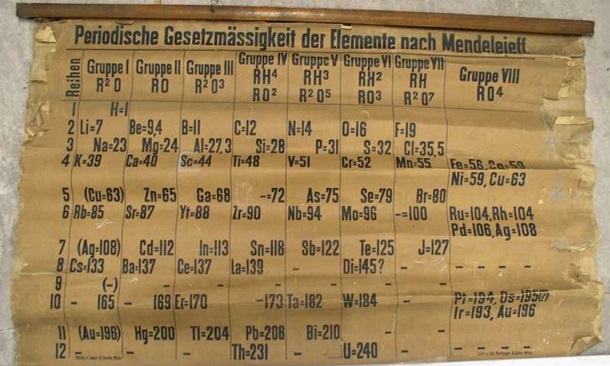 Periodische Gesetzmässigkeit der Elemente nach Mendelejeff.
Reihen Gruppe I Gruppe II Gruppe III Gruppe IV Gruppe V Gruppe VI Gruppe VII Gruppe VIII
RH⁴ RH³ RH² RH
R²O RO R²O³ RO² R²O⁵ RO³ R²O⁷ RO⁴
1 H=1
2 Li=7 Be=9,4 B=11 C=12 N=14 O=16 F=19
3 Na=23 Mg=24 Al=27,3 Si=28 P=31 S=32 Cl=35,5
4 K=39 Ca=40 Sc=44 Ti=48 V=51 Cr=52 Mn=55 Fe=56, Co=59
Ni=59, Cu=63
5 (Cu=63) Zn=65 Ga=68 -=72 As=75 Se=79 Br=80
6 Rb=85 Sr=87 Yt=88 Zr=90 Nb=94 Mo=96 -=100 Ru=104, Rh=104
Pd=106, Ag=108
7 (Ag=108) Cd=112 In=113 Sn=118 Sb=122 Te=125 J=127
8 Cs=133 Ba=137 Ce=137 La=139 - Di=145? - - - - -
9 (-) - - - - - -
10 - 165 - 169 Er=170 -173 Ta=182 W=184 - Pt=194, Os=195(?)
Ir=193, Au=196
11 (Au=196) Hg=200 Tl=204 Pb=206 Bi=210 - -
12 - - - Th=231 - U=240 - - - - -